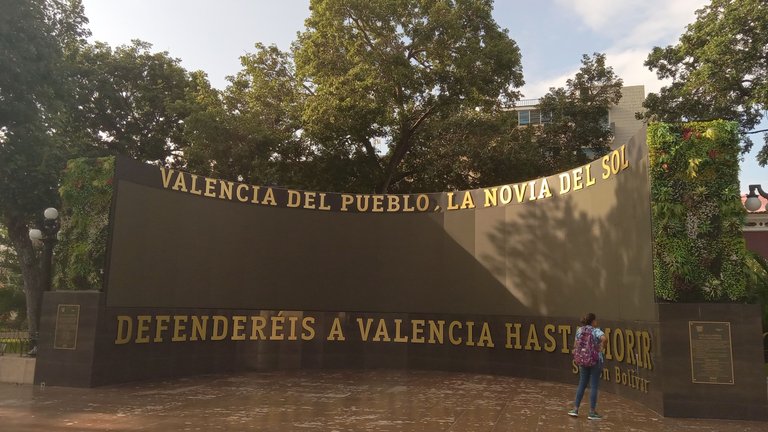 VALENCIA DEL PUEBLO, LA NOVIA DEL SOL
DEFENDERÉIS A VALENCIA HASTA MORIR
Simón Bolívar